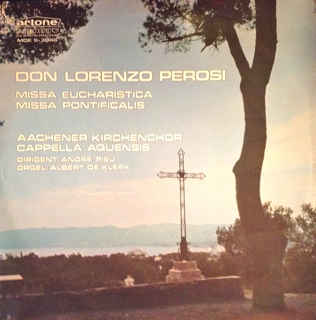 artone
DON LORENZO PEROSI
MISSA EUCHARISTICA
MISSA PONTIFICALIS
AACHENER KIRCHENCHOR
CAPPELLA AQUENSIS
DIRIGENT ANDRÉ RIEU
ORGEL ALBERT DE KLERK